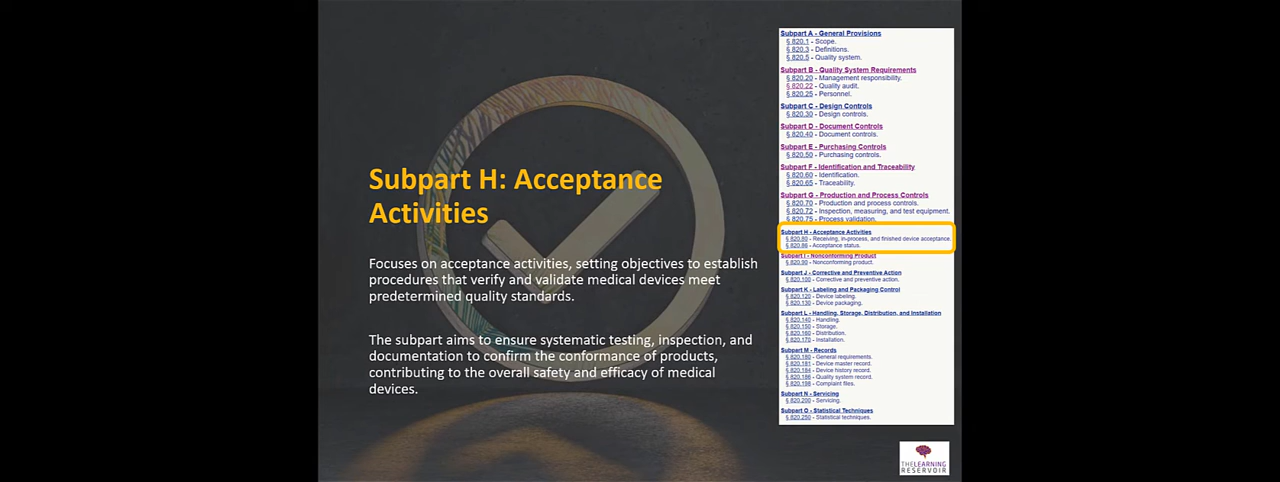 Subpart H: Acceptance
Activities
Focuses on acceptance activities, setting objectives to establish
procedures that verify and validate medical devices meet
predetermined quality standards.
The subpart aims to ensure systematic testing, inspection, and
documentation to confirm the conformance of products,
contributing to the overall safety and efficacy of medical
devices.
Subpart A - General Provisions
§ 820.1 - Scope.
§ 820.3 - Definitions.
§ 820.5 - Quality system.
Subpart B - Quality System Requirements
§ 820.20 - Management responsibility.
§ 820.22 - Quality audit.
§ 820.25 - Personnel.
Subpart C - Design Controls
§ 820.30 - Design controls.
Subpart D - Document Controls
§ 820.40 - Document controls.
Subpart E - Purchasing Controls
§ 820.50 - Purchasing controls.
Subpart F - Identification and Traceability
§ 820.60 - Identification.
§ 820.65 - Traceability.
Subpart G - Production and Process Controls
§ 820.70 - Production and process controls.
§ 820.72 - Inspection, measuring, and test equipment.
§ 820.75 - Process validation.
Subpart H - Acceptance Activities
§ 820.80 - Receiving, in-process, and finished device acceptance.
§ 820.86 - Acceptance status.
Subpart I - Nonconforming Product
§ 820.90 - Nonconforming product.
Subpart J - Corrective and Preventive Action
§ 820.100 - Corrective and preventive action.
Subpart K - Labeling and Packaging Control
§ 820.120 - Device labeling.
§ 820.130 - Device packaging.
Subpart L - Handling, Storage, Distribution, and Installation
§ 820.140 - Handling.
§ 820.150 - Storage.
§ 820.160 - Distribution.
§ 820.170 - Installation.
Subpart M - Records
§ 820.180 - General requirements.
§ 820.181 - Device master record.
§ 820.184 - Device history record.
§ 820.186 - Quality system record.
§ 820.198 - Complaint files.
Subpart N - Servicing
§ 820.200 - Servicing.
Subpart O - Statistical Techniques
§ 820.250 - Statistical techniques.
THELEARNING
RESERVOIR